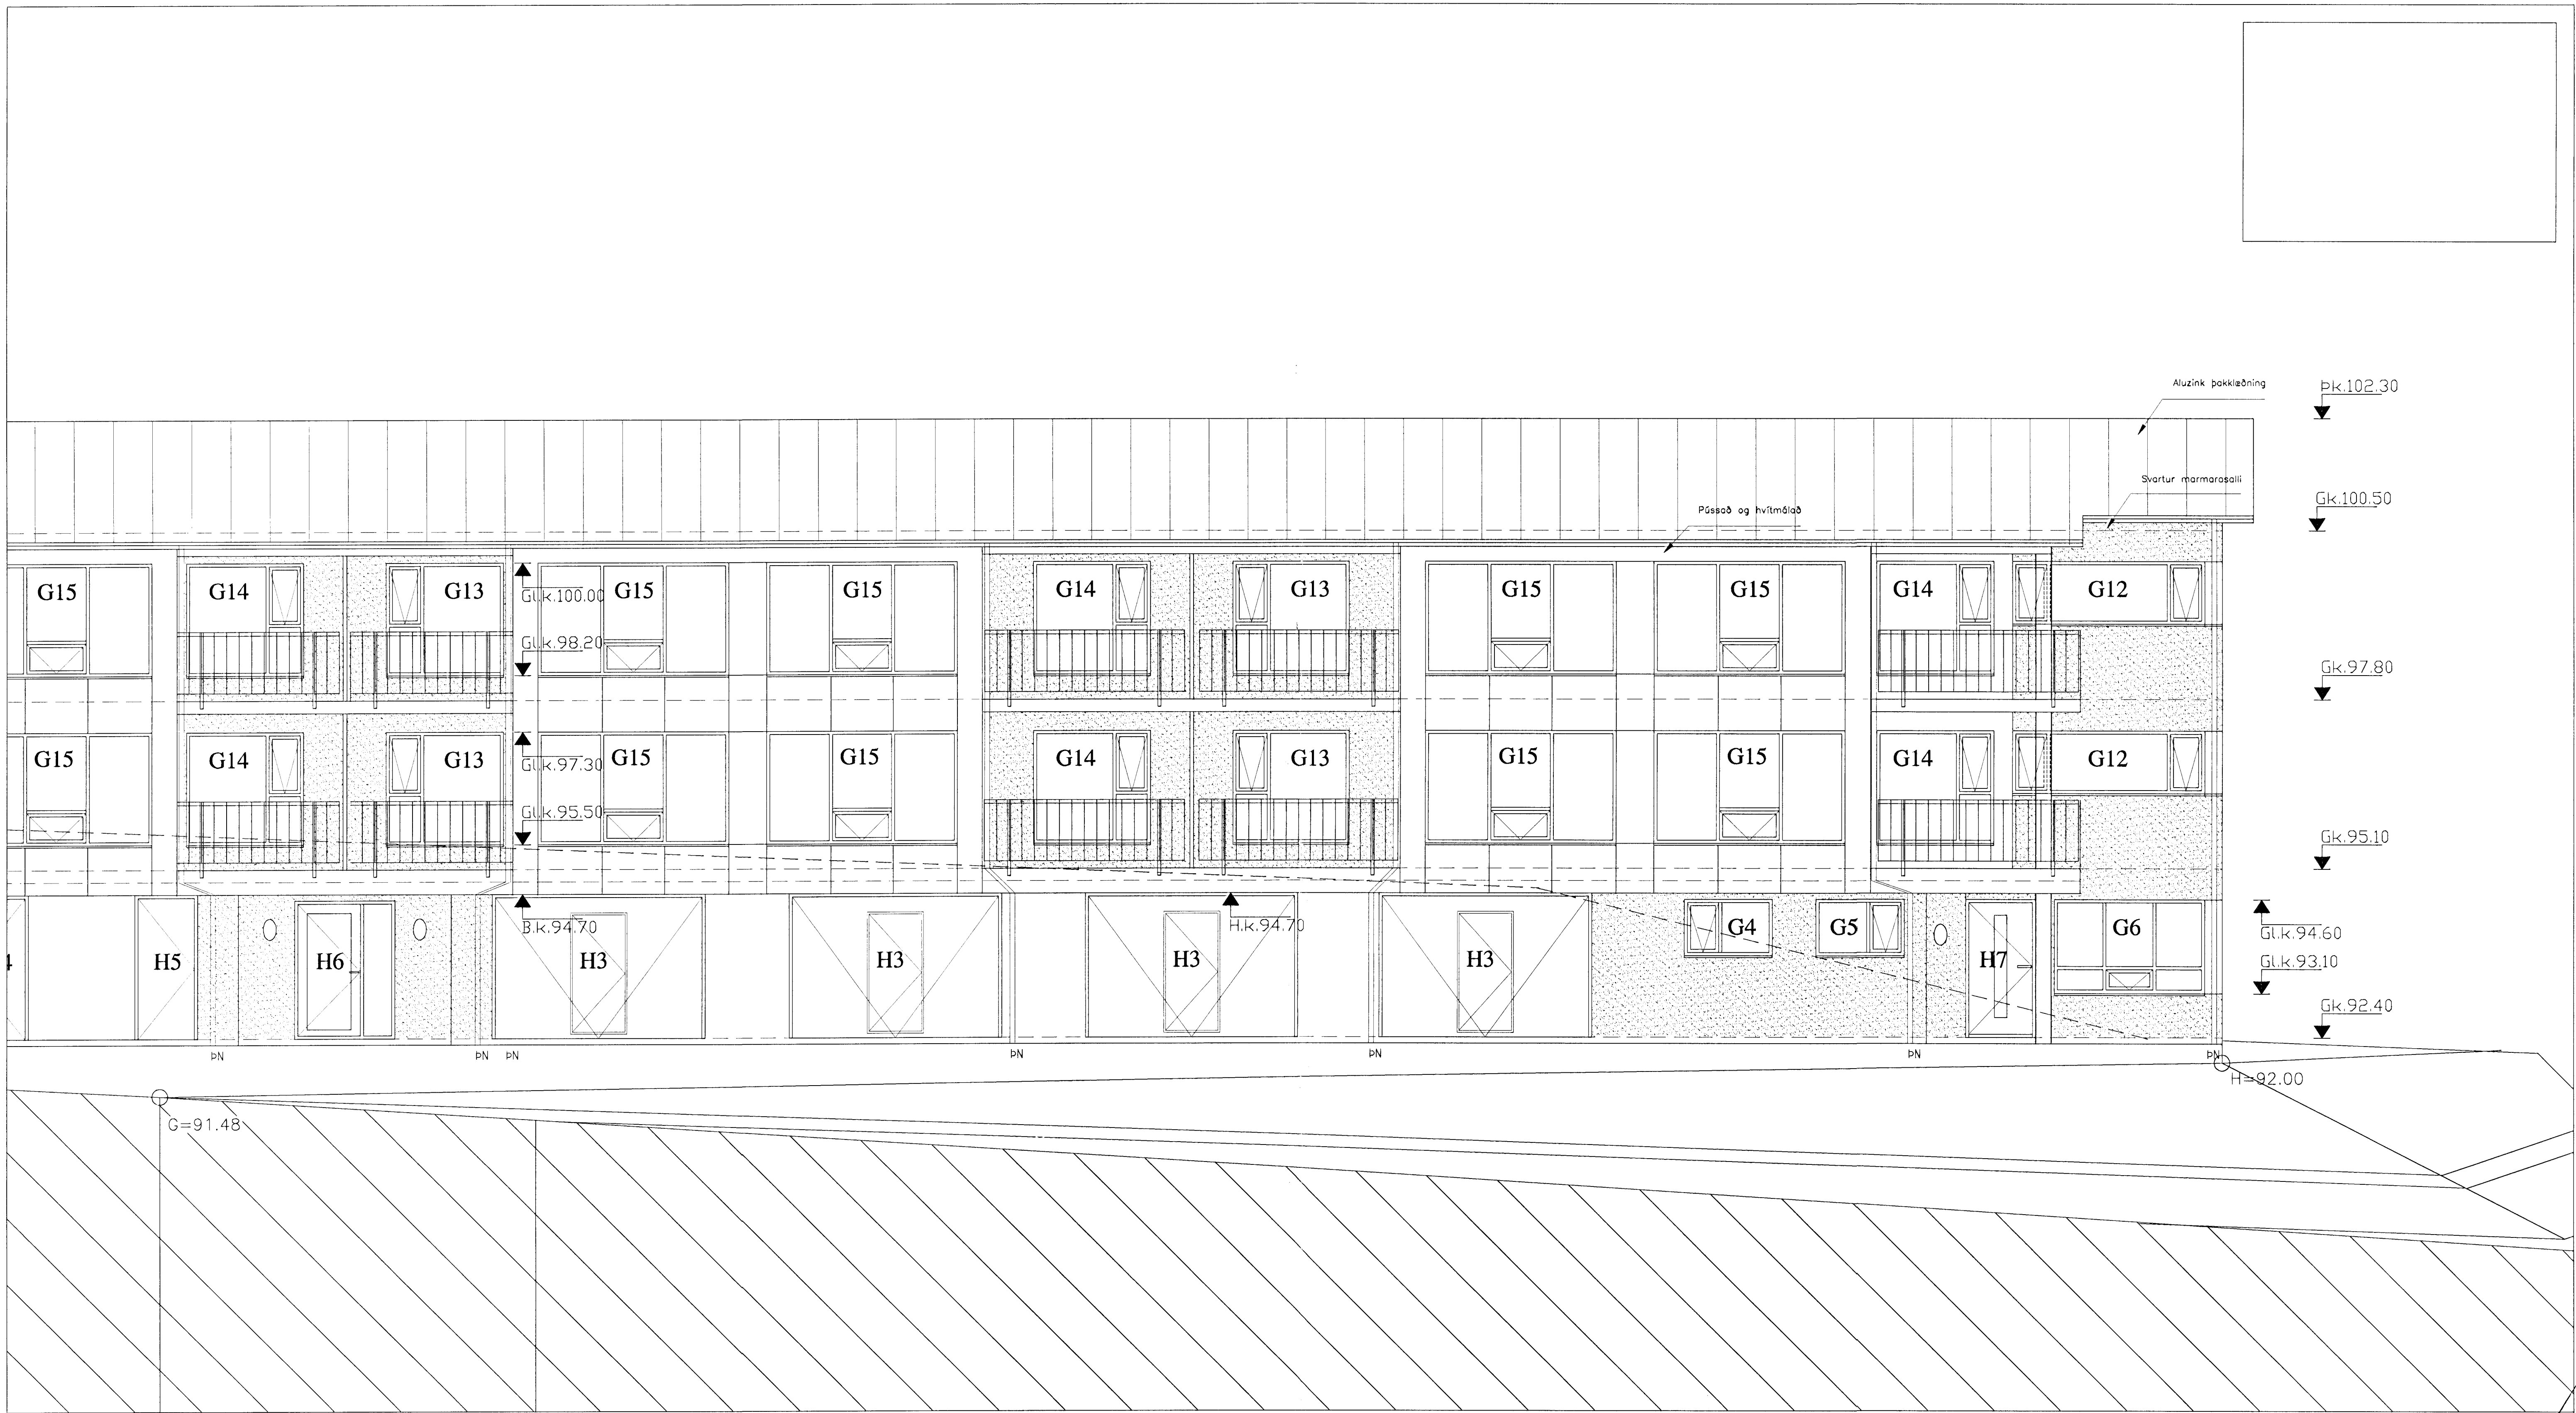 Aluzink þakklæðning
Þk.102.30
Svartur marmarasalli
Gk.100.50
Pússað og hvítmálað
G15 G14 G13 Gl.k.100.00 G15 G15 G14 G13 G15 G15 G14 G12
Gl.k.98.20
Gk.97.80
G15 G14 G13 Gl.k.97.30 G15 G15 G14 G13 G15 G15 G14 G12
Gl.k.95.50
Gk.95.10
B.k.94.70 H.k.94.70 G4 G5 G6 Gl.k.94.60
4 H5 H6 H3 H3 H3 H3 H7 Gl.k.93.10
Gk.92.40
ÞN ÞN ÞN ÞN ÞN ÞN ÞN
H=92.00
G=91.48